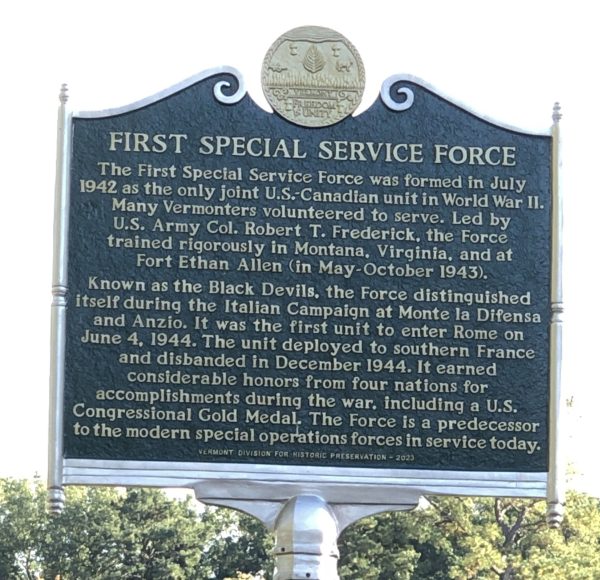 VERMONT
FREEDOM
& UNITY
FIRST SPECIAL SERVICE FORCE
The First Special Service Force was formed in July
1942 as the only joint U.S.-Canadian unit in World War II.
Many Vermonters volunteered to serve. Led by
U.S. Army Col. Robert T. Frederick, the Force
trained rigorously in Montana, Virginia, and at
Fort Ethan Allen (in May-October 1943).
Known as the Black Devils, the Force distinguished
itself during the Italian Campaign at Monte la Difensa
and Anzio. It was the first unit to enter Rome on
June 4, 1944. The unit deployed to southern France
and disbanded in December 1944. It earned
considerable honors from four nations for
accomplishments during the war, including a U.S.
Congressional Gold Medal. The Force is a predecessor
to the modern special operations forces in service today.
VERMONT DIVISION FOR HISTORIC PRESERVATION – 2023